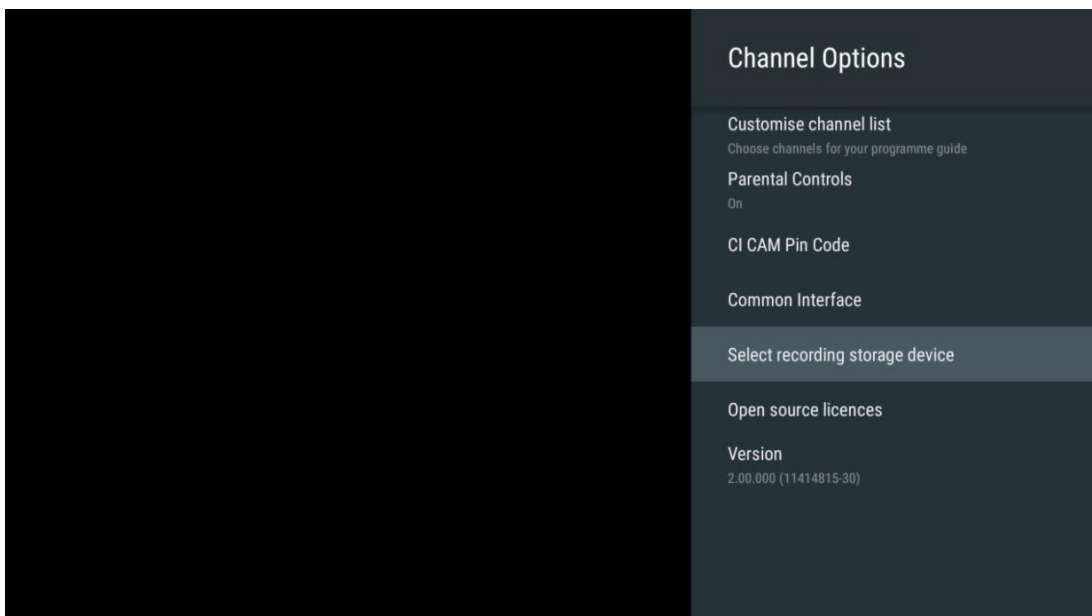 Channel Options
Customise channel list
Choose channels for your programme guide
Parental Controls
On
CI CAM Pin Code
Common Interface
Select recording storage device
Open source licences
Version
2.00.000 (11414815-30)